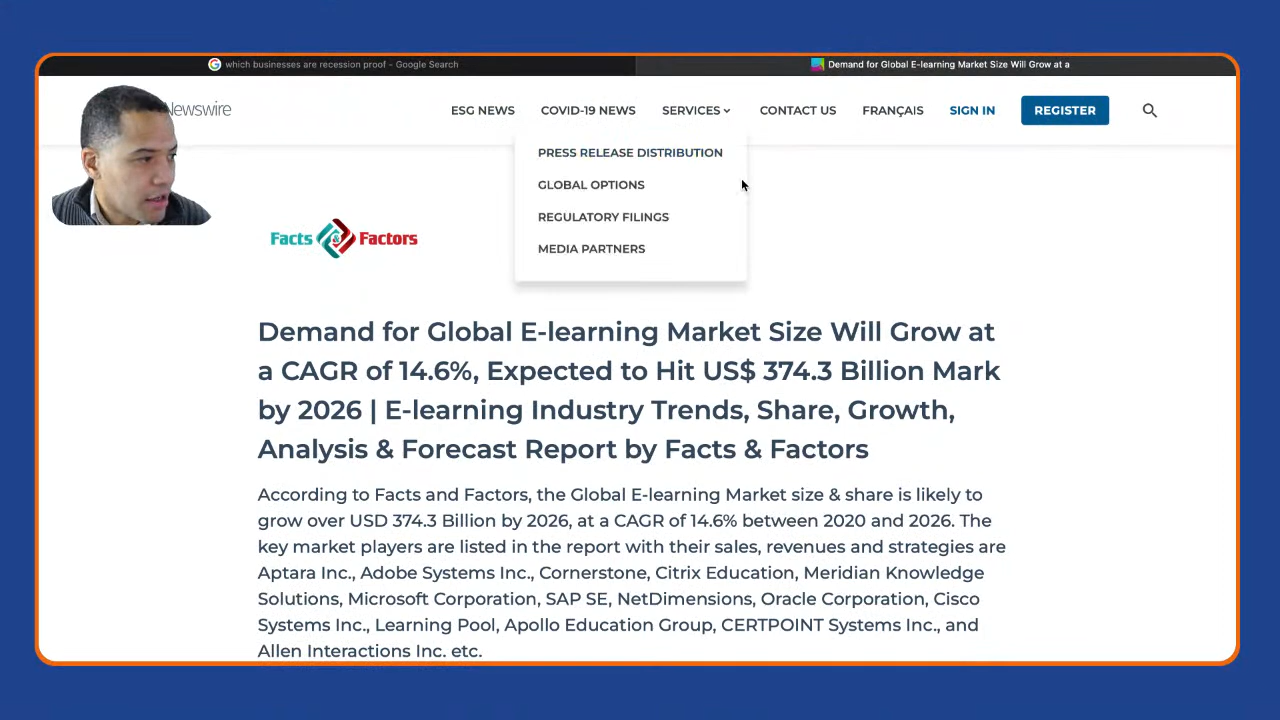 which businesses are recession proof - Google Search
Demand for Global E-learning Market Size Will Grow at a
Newswire
ESG NEWS
COVID-19 NEWS
SERVICES
CONTACT US
FRANÇAIS
SIGN IN
REGISTER
PRESS RELEASE DISTRIBUTION
GLOBAL OPTIONS
REGULATORY FILINGS
MEDIA PARTNERS
Facts & Factors
Demand for Global E-learning Market Size Will Grow at
a CAGR of 14.6%, Expected to Hit US$ 374.3 Billion Mark
by 2026 | E-learning Industry Trends, Share, Growth,
Analysis & Forecast Report by Facts & Factors
According to Facts and Factors, the Global E-learning Market size & share is likely to
grow over USD 374.3 Billion by 2026, at a CAGR of 14.6% between 2020 and 2026. The
key market players are listed in the report with their sales, revenues and strategies are
Aptara Inc., Adobe Systems Inc., Cornerstone, Citrix Education, Meridian Knowledge
Solutions, Microsoft Corporation, SAP SE, NetDimensions, Oracle Corporation, Cisco
Systems Inc., Learning Pool, Apollo Education Group, CERTPOINT Systems Inc., and
Allen Interactions Inc. etc.